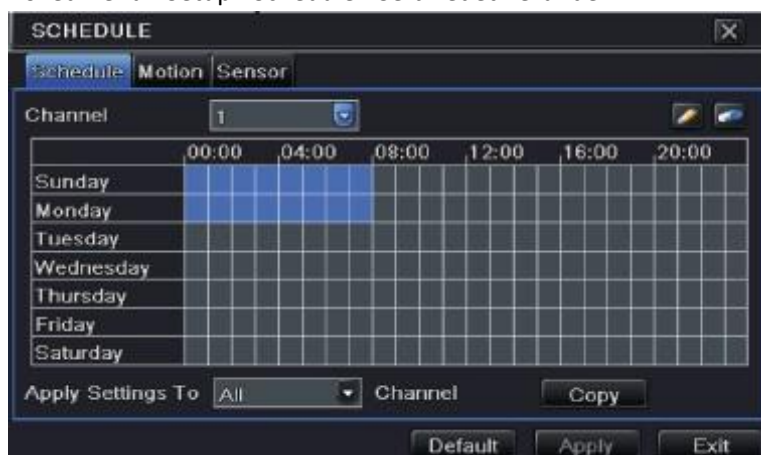 SCHEDULE
Schedule Motion Sensor
Channel 1
00:00 04:00 08:00 12:00 16:00 20:00
Sunday
Monday
Tuesday
Wednesday
Thursday
Friday
Saturday
Apply Settings To All Channel Copy
Default Apply Exit